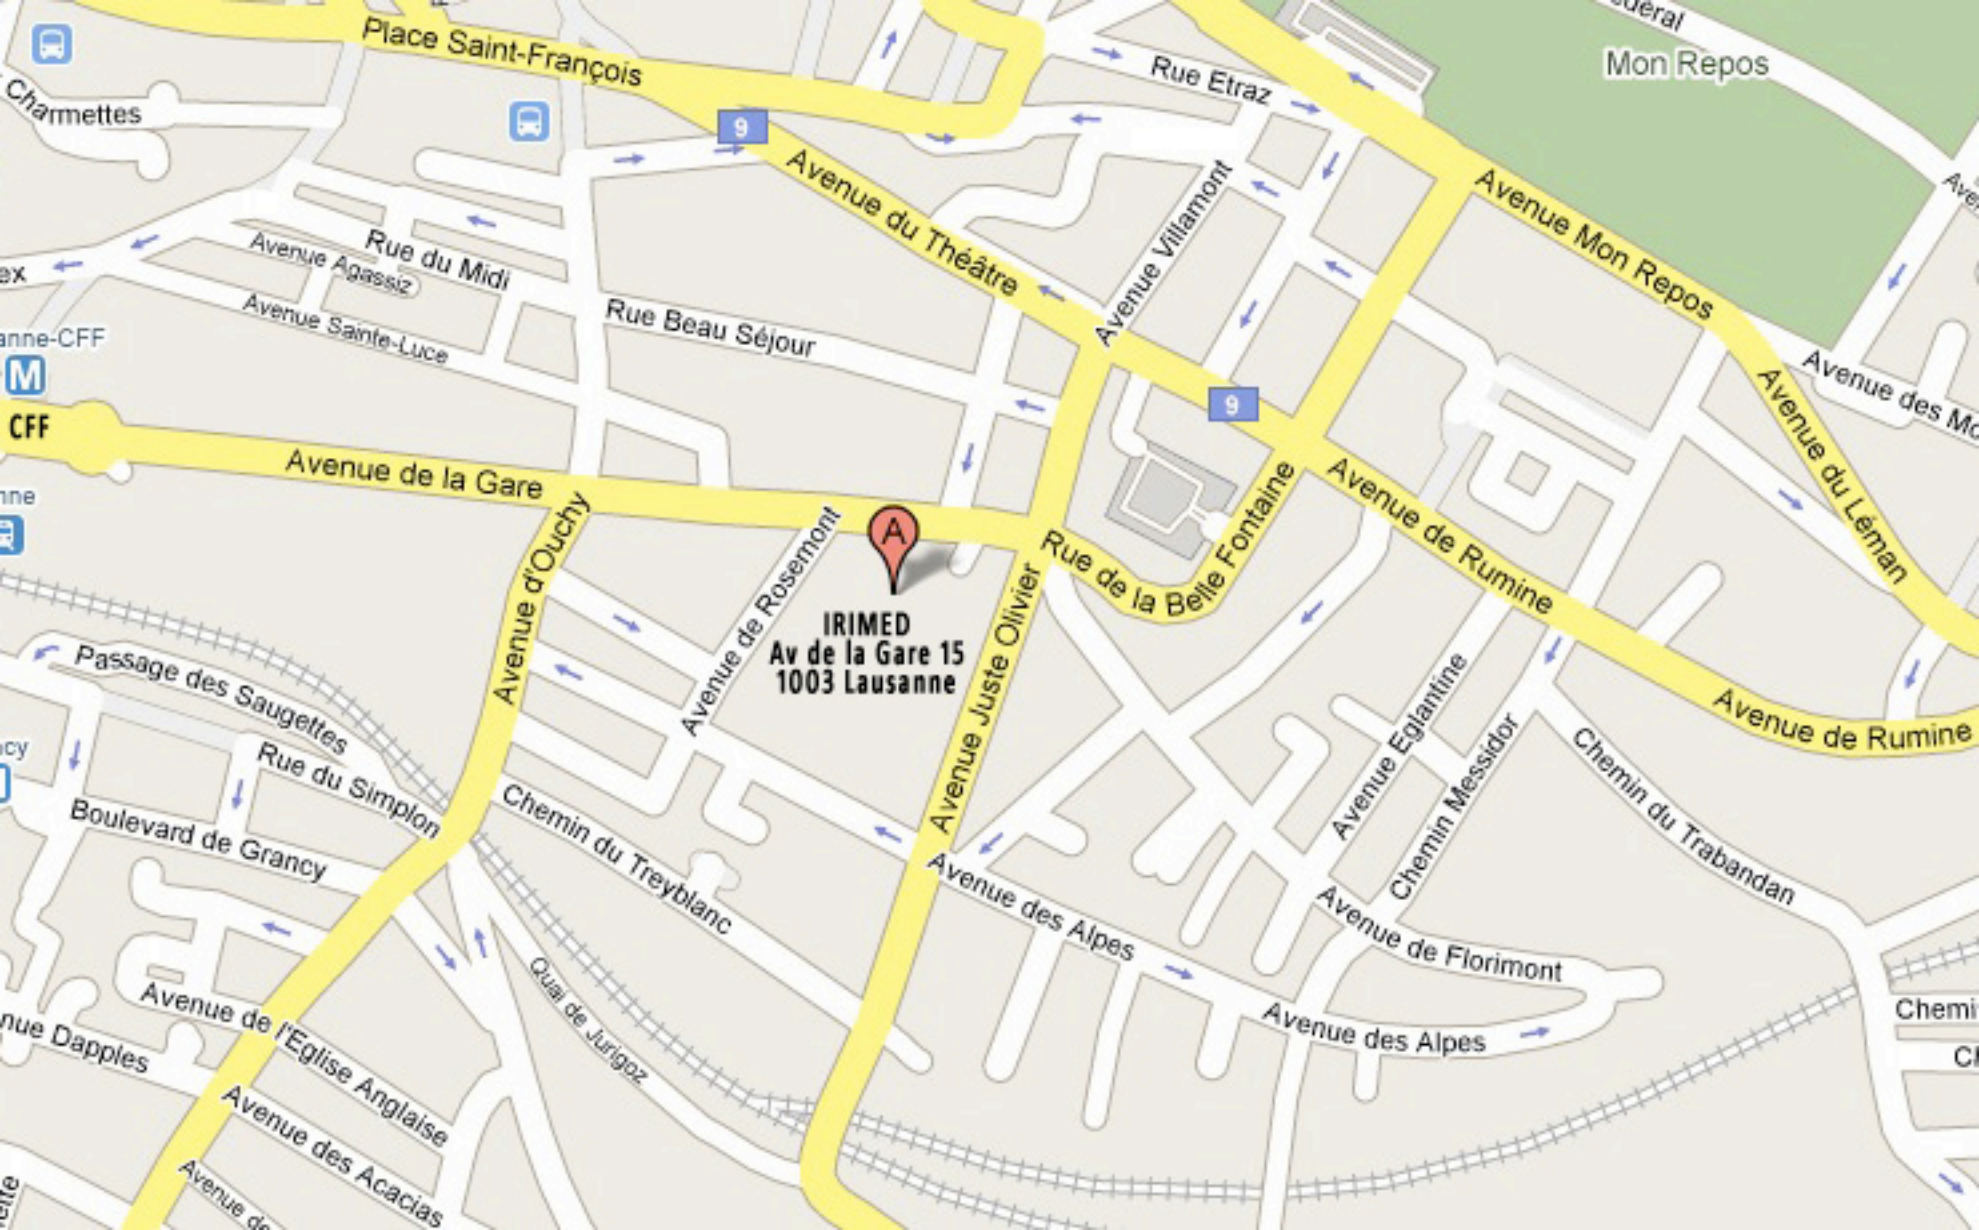 Place Saint-François
Rue Etraz
Mon Repos
Charmettes
9
Avenue du Théâtre
Avenue Villamont
Avenue Mon Repos
Rue du Midi
Avenue Agassiz
Avenue Sainte-Luce
Rue Beau Séjour
anne-CFF
M
CFF
9
Avenue des Mo
Avenue du Léman
Avenue de la Gare
Avenue d'Ouchy
Avenue de Rosemont
A
IRIMED
Av de la Gare 15
1003 Lausanne
Rue de la Belle Fontaine
Avenue de Rumine
Avenue Juste Olivier
Passage des Saugettes
Rue du Simplon
Boulevard de Grancy
Chemin du Treyblanc
Avenue Eglantine
Chemin Messidor
Avenue de Rumine
Chemin du Trabandan
Avenue des Alpes
Avenue de Florimont
Avenue des Alpes
Quai de Jurigoz
Avenue de l'Eglise Anglaise
nue Dapples
Avenue des Acacias
Avenue de
Chemi